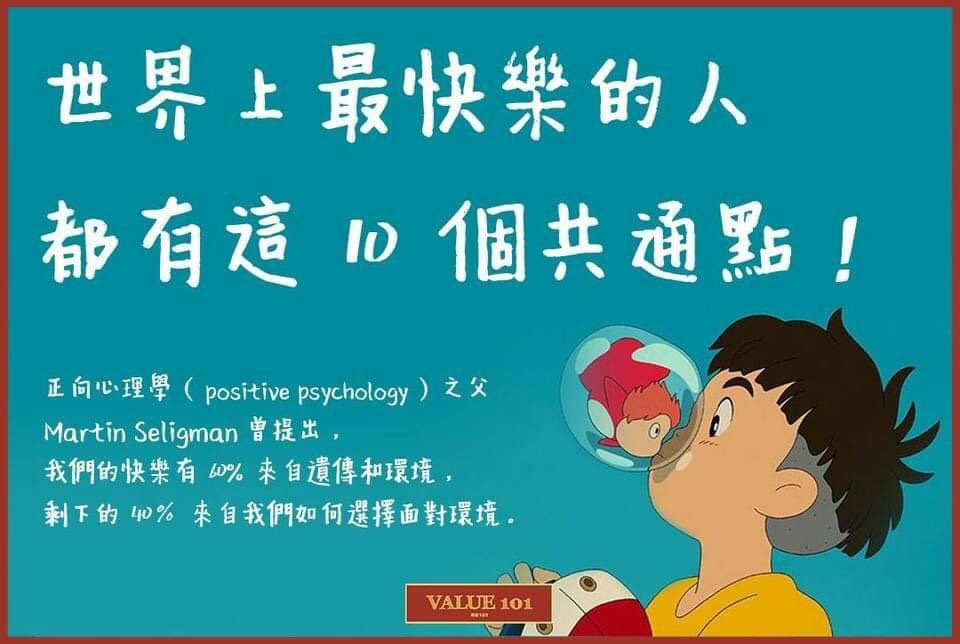 世界上最快樂的人
都有這 10 個共通點！
正向心理學 ( positive psychology ) 之父
Martin Seligman 曾提出，
我們的快樂有 60% 來自遺傳和環境，
剩下的 40% 來自我們如何選擇面對環境。
VALUE 101